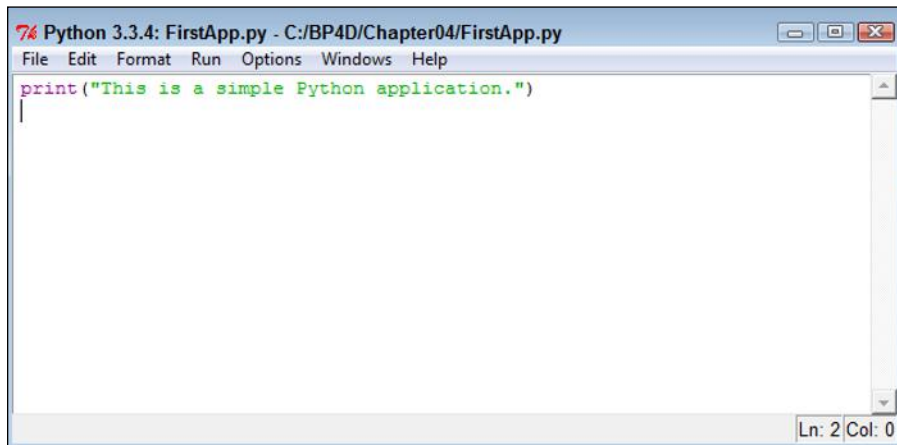 Python 3.3.4: FirstApp.py - C:/BP4D/Chapter04/FirstApp.py
File Edit Format Run Options Windows Help
print("This is a simple Python application.")
Ln: 2 Col: 0